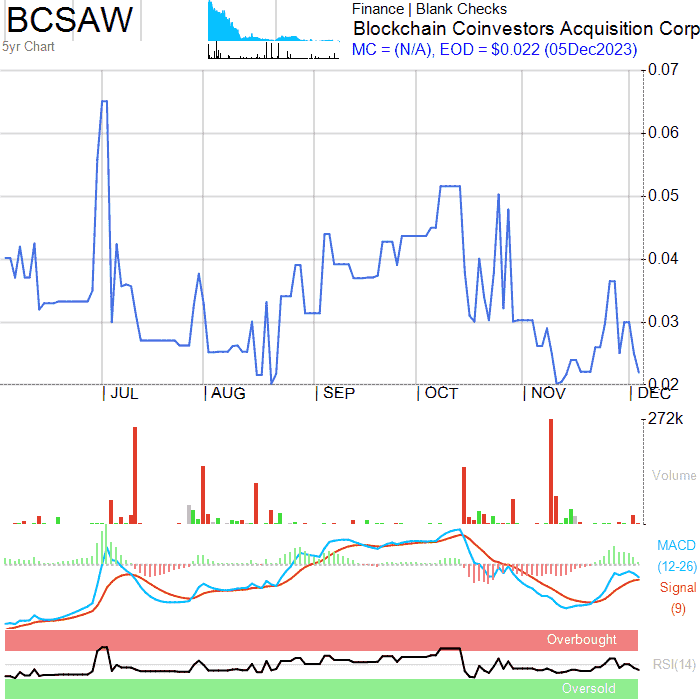 BCSAW
5yr Chart
Finance | Blank Checks
Blockchain Coinvestors Acquisition Corp
MC = (N/A), EOD = $0.022 (05Dec2023)
0.07
0.06
0.05
0.04
0.03
0.02
JUL AUG SEP OCT NOV DEC
272k
Volume
MACD
(12-26)
Signal
(9)
Overbought
RSI(14)
Oversold